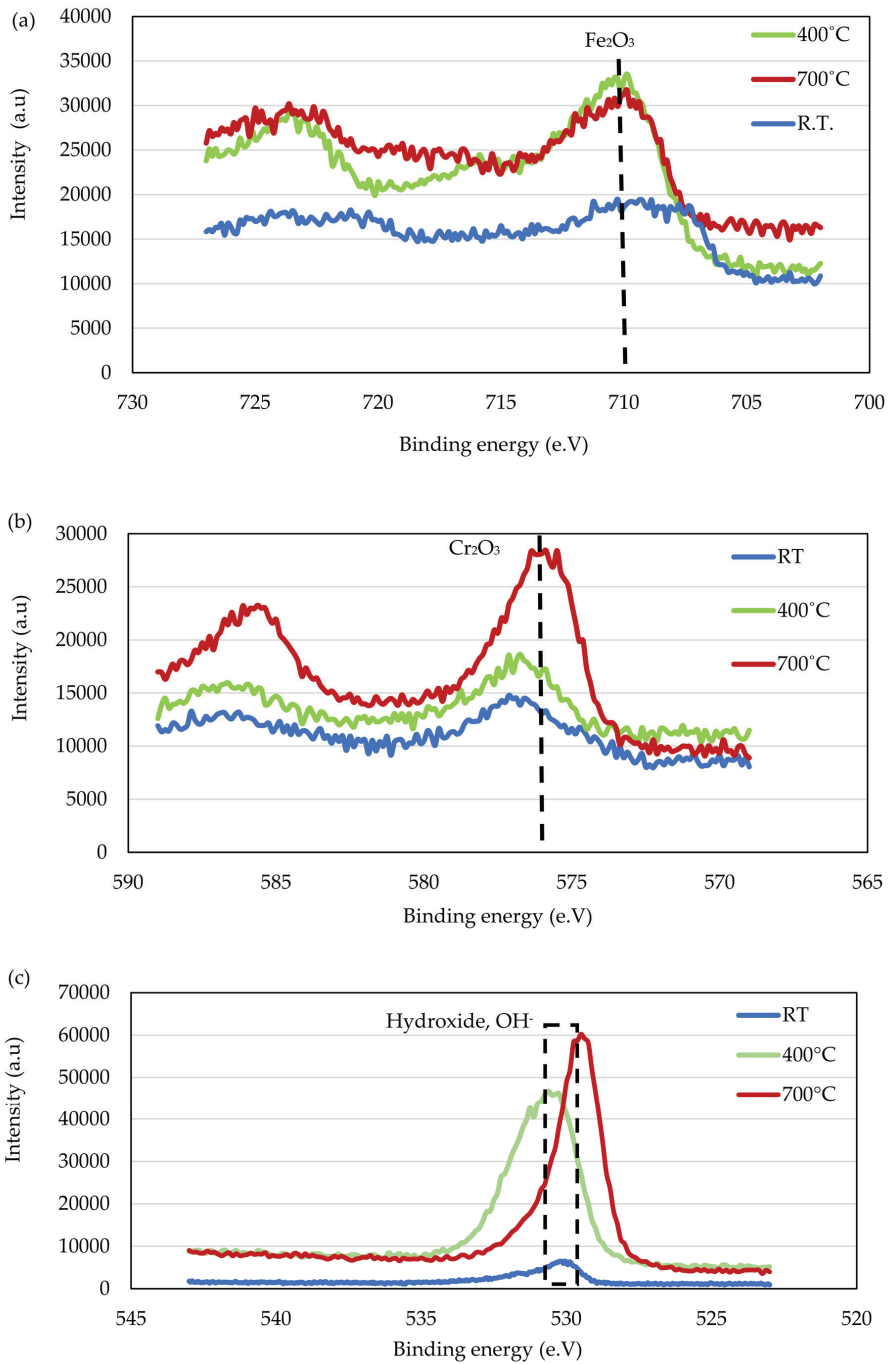 (a)
Fe₂O₃
400˚C
700˚C
R.T.
40000
35000
30000
25000
20000
15000
10000
5000
0
Intensity (a.u)
730 725 720 715 710 705 700
Binding energy (e.V)
(b)
Cr₂O₃
RT
400˚C
700˚C
30000
25000
20000
15000
10000
5000
0
Intensity (a.u)
590 585 580 575 570 565
Binding energy (e.V)
(c)
Hydroxide, OH⁻
RT
400°C
700°C
70000
60000
50000
40000
30000
20000
10000
0
Intensity (a.u)
545 540 535 530 525 520
Binding energy (e.V)